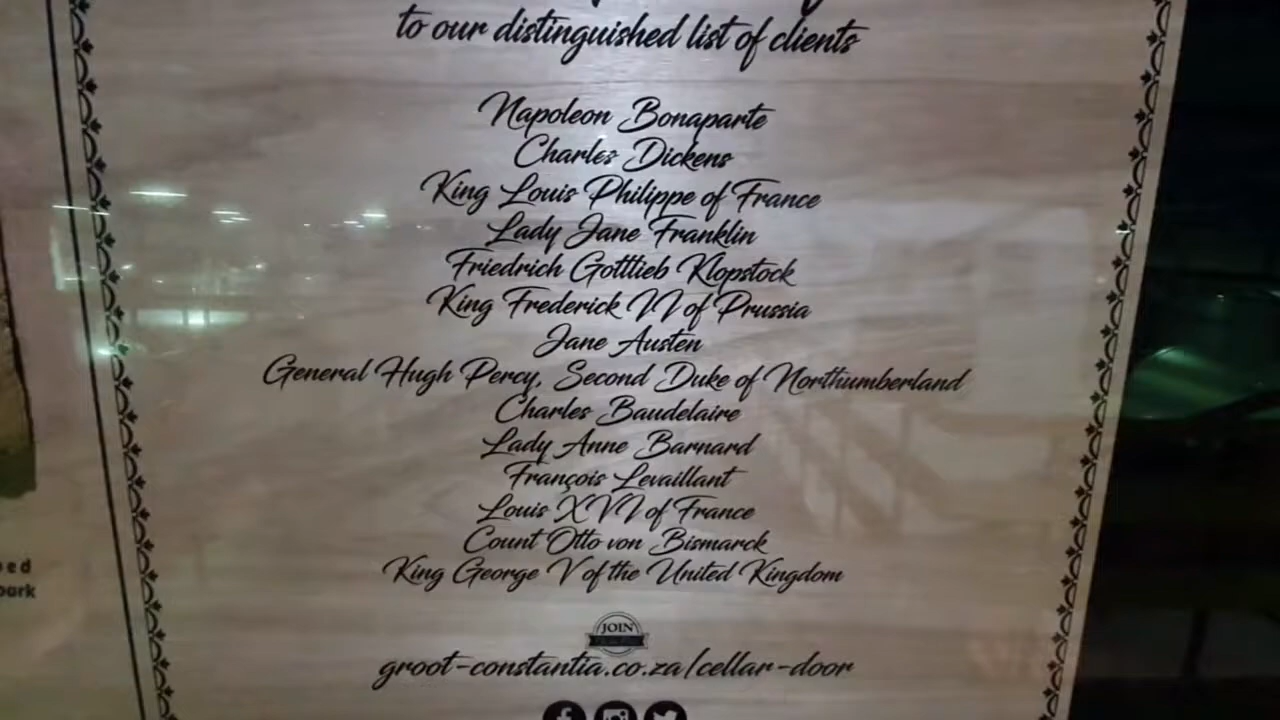 to our distinguished list of clients
Napoleon Bonaparte
Charles Dickens
King Louis Philippe of France
Lady Jane Franklin
Friedrich Gottlieb Klopstock
King Frederick VI of Prussia
Jane Austen
General Hugh Percy, Second Duke of Northumberland
Charles Baudelaire
Lady Anne Barnard
François Levaillant
Louis XVI of France
Count Otto von Bismarck
King George V of the United Kingdom
JOIN
groot-constantia.co.za/cellar-door